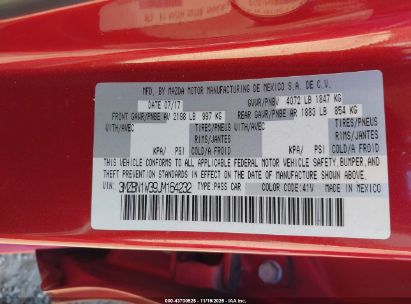 MFD. BY MAZDA MOTOR MANUFACTURING DE MEXICO S.A. DE C.V.
DATE 07/17 GVWR/PNBV 4072 LB 1847 KG
FRONT GAWR/PNBE AV 2198 LB 997 KG REAR GAWR/PNBE AR 1883 LB 854 KG
WITH/AVEC TIRES/PNEUS WITH/AVEC TIRES/PNEUS
RIMS/JANTES RIMS/JANTES
KPA/ PSI COLD/A FROID KPA/ PSI COLD/A FROID
THIS VEHICLE CONFORMS TO ALL APPLICABLE FEDERAL MOTOR VEHICLE SAFETY, BUMPER, AND
THEFT PREVENTION STANDARDS IN EFFECT ON THE DATE OF MANUFACTURE SHOWN ABOVE.
VIN: 3MZBN1W39JM164232 TYPE: PASS CAR
COLOR: 41V MADE IN MEXICO